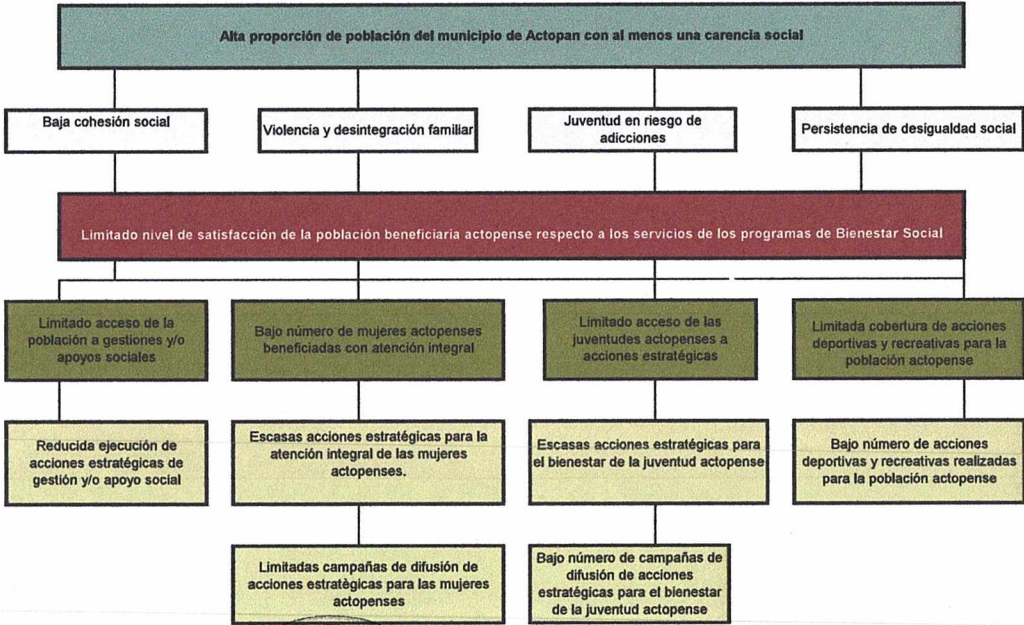 Alta proporción de población del municipio de Actopan con al menos una carencia social
Baja cohesión social
Violencia y desintegración familiar
Juventud en riesgo de
adicciones
Persistencia de desigualdad social
Limitado nivel de satisfacción de la población beneficiaria actopense respecto a los servicios de los programas de Bienestar Social
Limitado acceso de la
población a gestiones y/o
apoyos sociales
Bajo número de mujeres actopenses
beneficiadas con atención integral
Limitado acceso de las
juventudes actopenses a
acciones estratégicas
Limitada cobertura de acciones
deportivas y recreativas para la
población actopense
Reducida ejecución de
acciones estratégicas de
gestión y/o apoyo social
Escasas acciones estratégicas para la
atención integral de las mujeres
actopenses.
Escasas acciones estratégicas para
el bienestar de la juventud actopense
Bajo número de acciones
deportivas y recreativas realizadas
para la población actopense
Limitadas campañas de difusión de
acciones estratègicas para las mujeres
actopenses
Bajo número de campañas de
difusión de acciones
estratégicas para el bienestar
de la juventud actopense